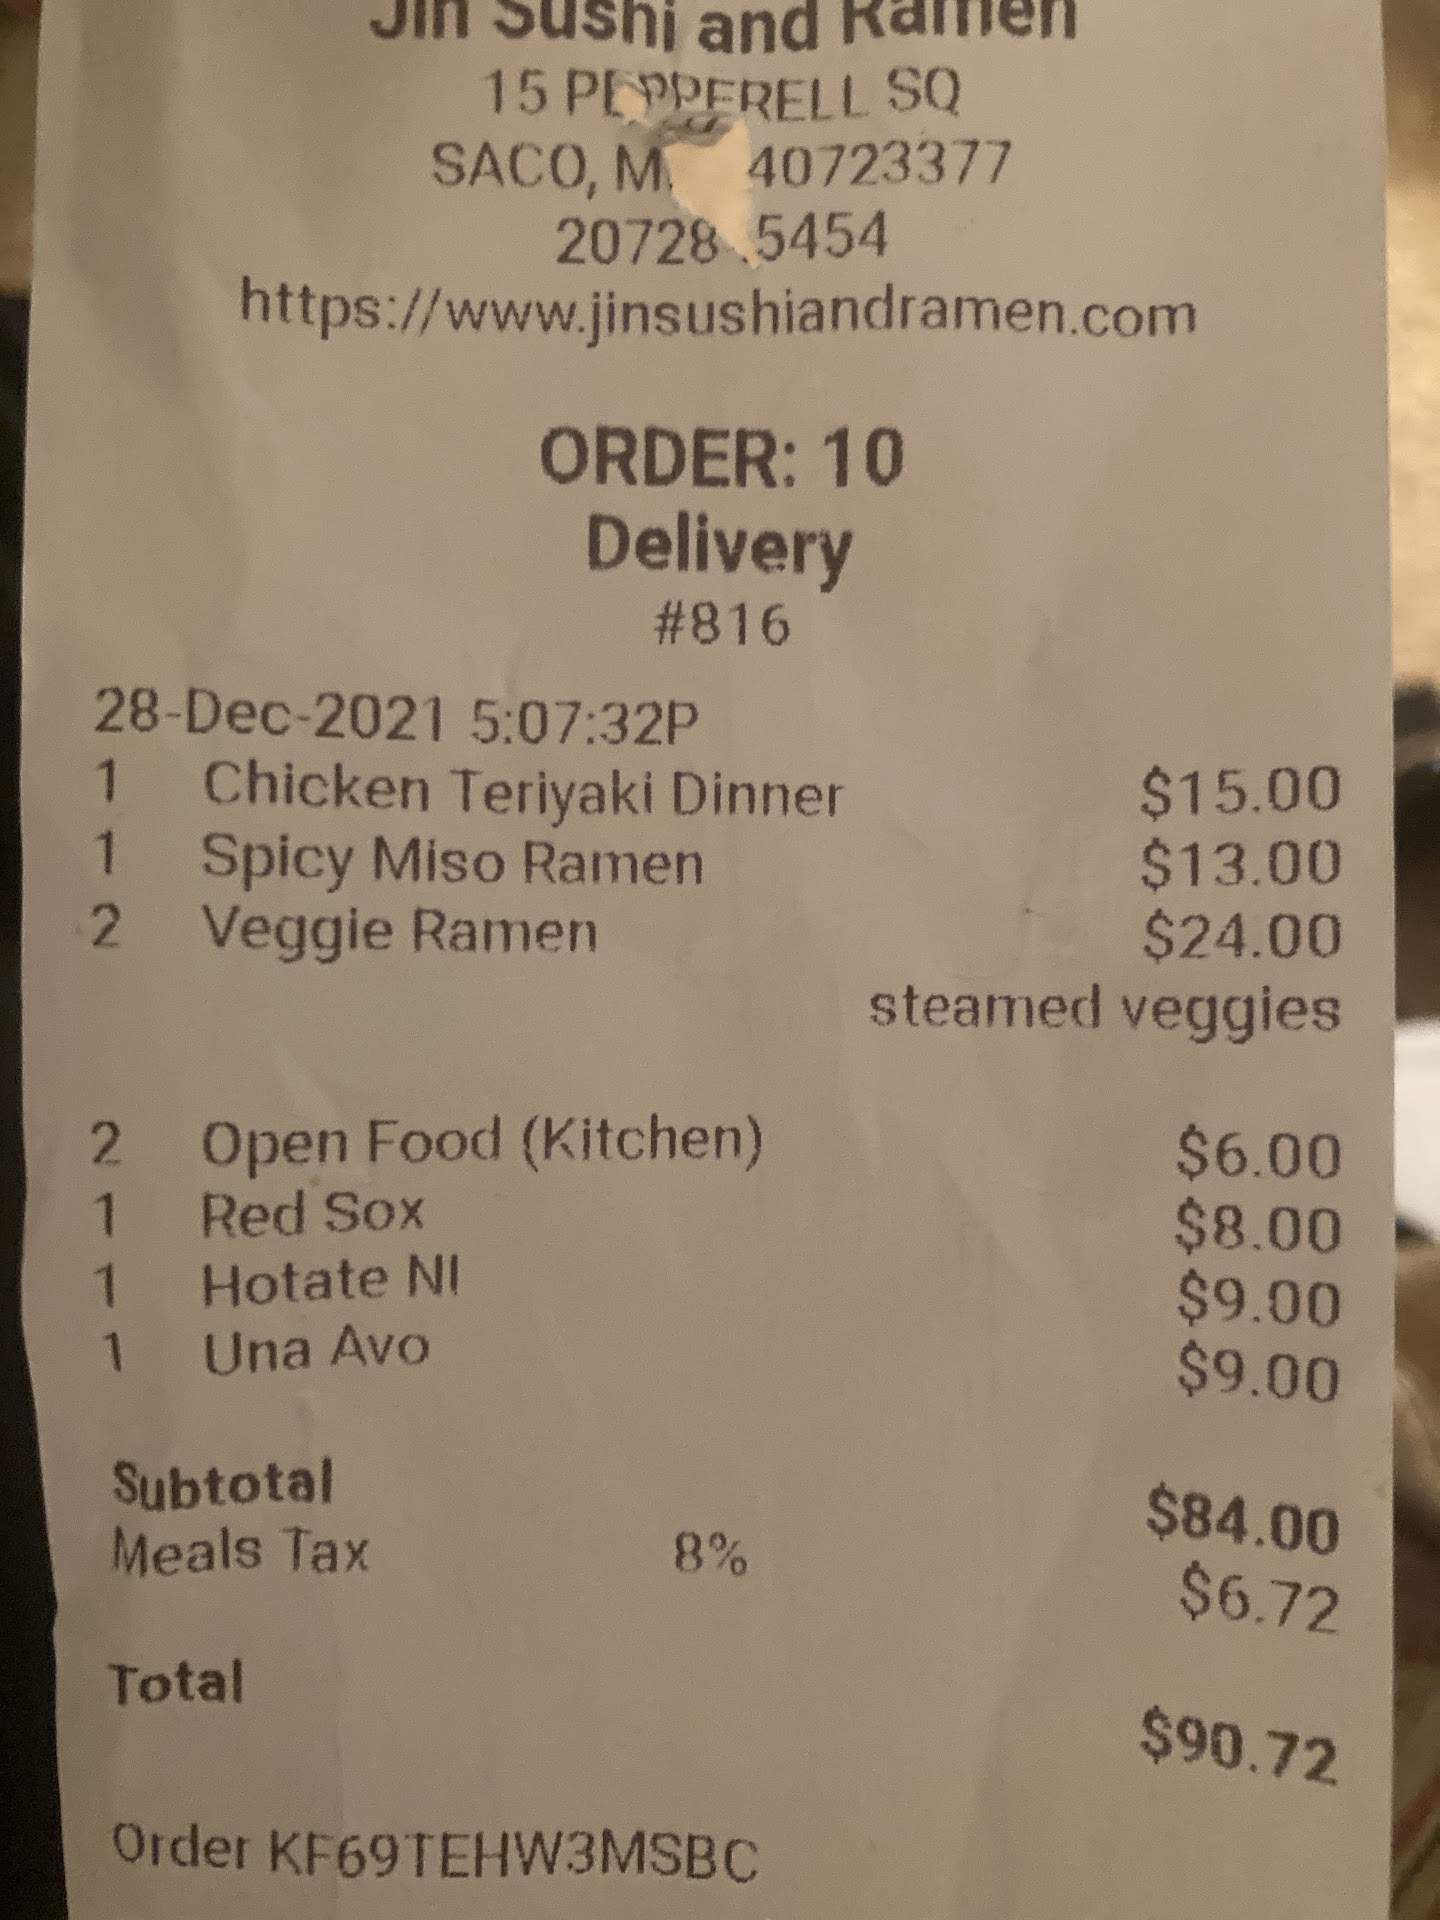 Jin Sushi and Ramen
15 PEPPERELL SQ
SACO, 40723377
20728 5454
https://www.jinsushiandramen.com
ORDER: 10
Delivery
#816
28-Dec-2021 5:07:32P
1 Chicken Teriyaki Dinner $15.00
1 Spicy Miso Ramen $13.00
2 Veggie Ramen $24.00
steamed veggies
2 Open Food (Kitchen) $6.00
1 Red Sox $8.00
1 Hotate NI $9.00
1 Una Avo $9.00
Subtotal $84.00
Meals Tax 8% $6.72
Total $90.72
Order KF69TEHW3MSBC